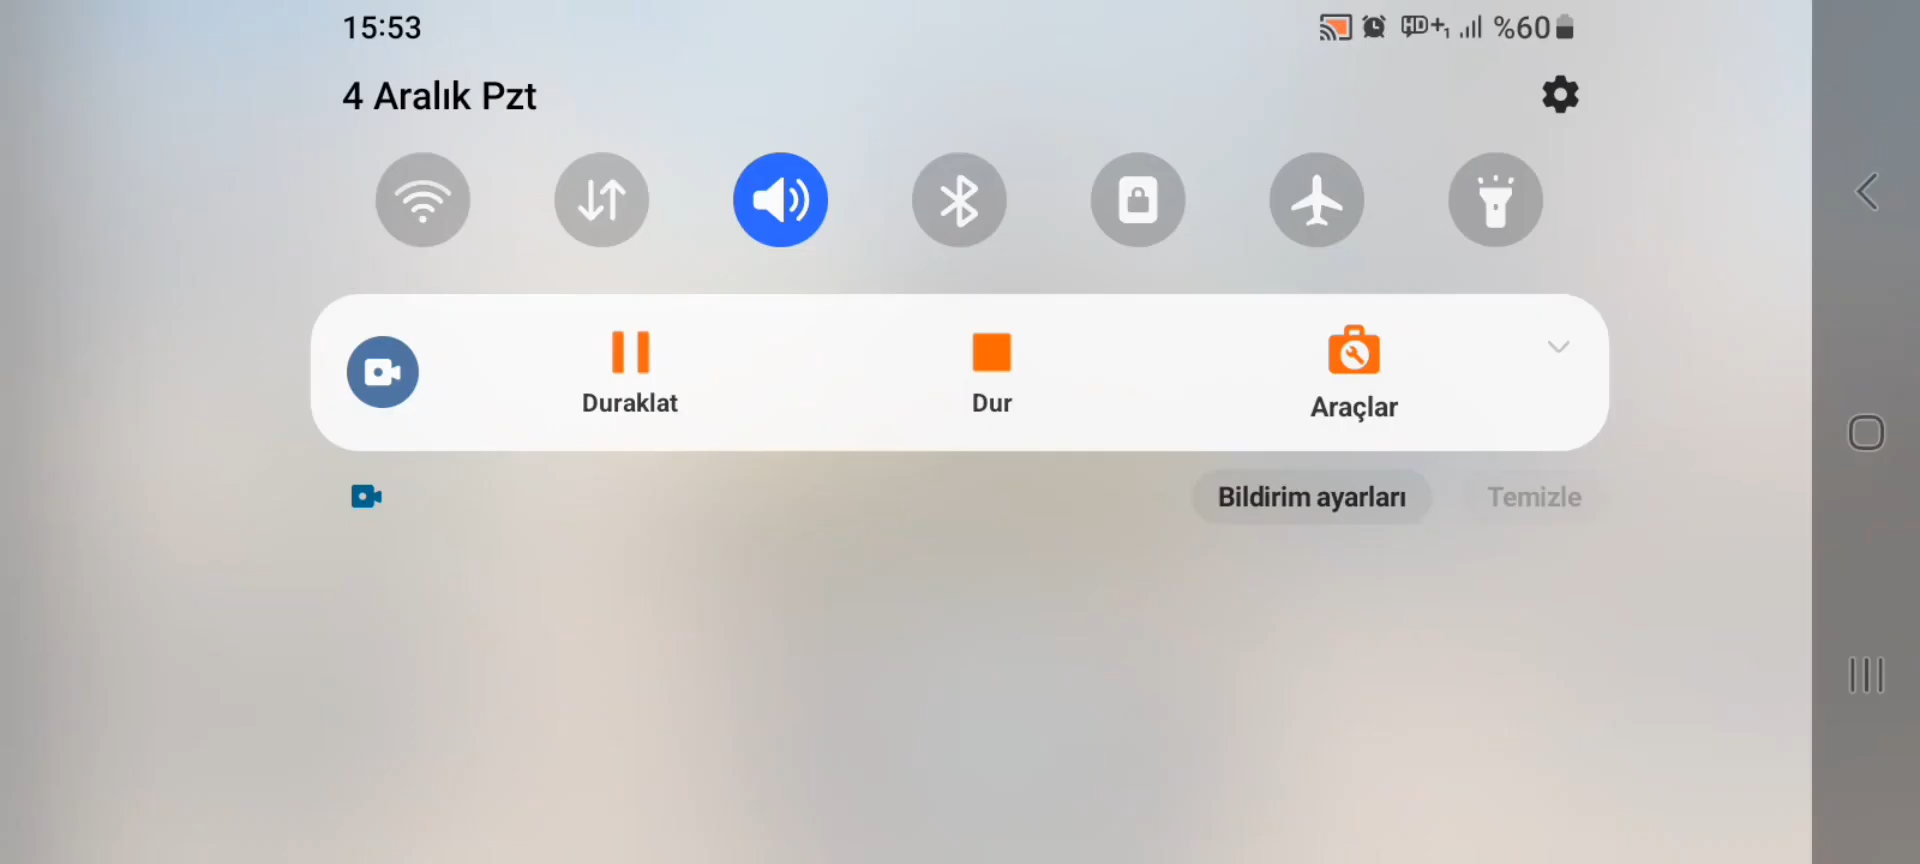 15:53
%60
4 Aralık Pzt
Duraklat
Dur
Araçlar
Bildirim ayarları
Temizle